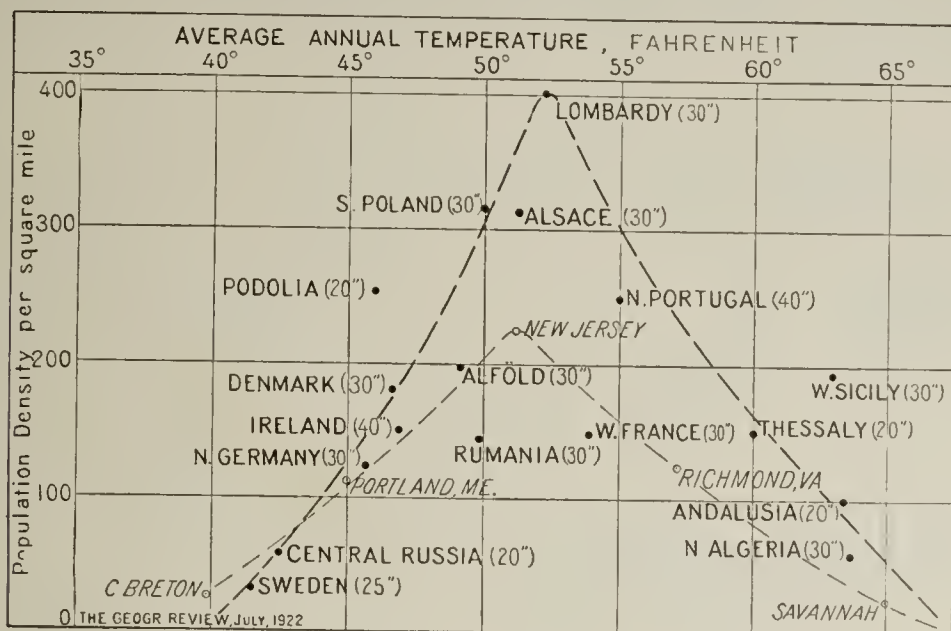 AVERAGE ANNUAL TEMPERATURE, FAHRENHEIT
35° 40° 45° 50° 55° 60° 65°
Population Density per square mile
400
LOMBARDY (30")
S. POLAND (30")
ALSACE (30")
300
PODOLIA (20")
N. PORTUGAL (40")
NEW JERSEY
200
DENMARK (30")
ALFÖLD (30")
W. SICILY (30")
IRELAND (40")
W. FRANCE (30")
THESSALY (20")
N. GERMANY (30")
RUMANIA (30")
PORTLAND, ME.
RICHMOND, VA
100
ANDALUSIA (20")
CENTRAL RUSSIA (20")
N ALGERIA (30")
C BRETON
SWEDEN (25")
SAVANNAH
0
THE GEOGR REVIEW, JULY, 1922